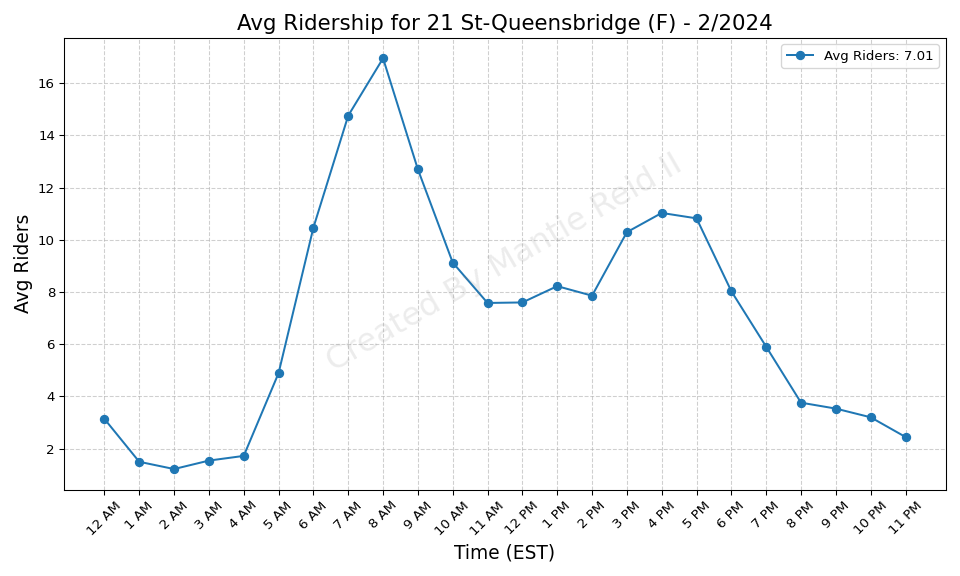 Avg Ridership for 21 St-Queensbridge (F) - 2/2024
Avg Riders: 7.01
Avg Riders
16
14
12
10
8
6
4
2
Created By Mantie Reid II
12 AM
1 AM
2 AM
3 AM
4 AM
5 AM
6 AM
7 AM
8 AM
9 AM
10 AM
11 AM
12 PM
1 PM
2 PM
3 PM
4 PM
5 PM
6 PM
7 PM
8 PM
9 PM
10 PM
11 PM
Time (EST)